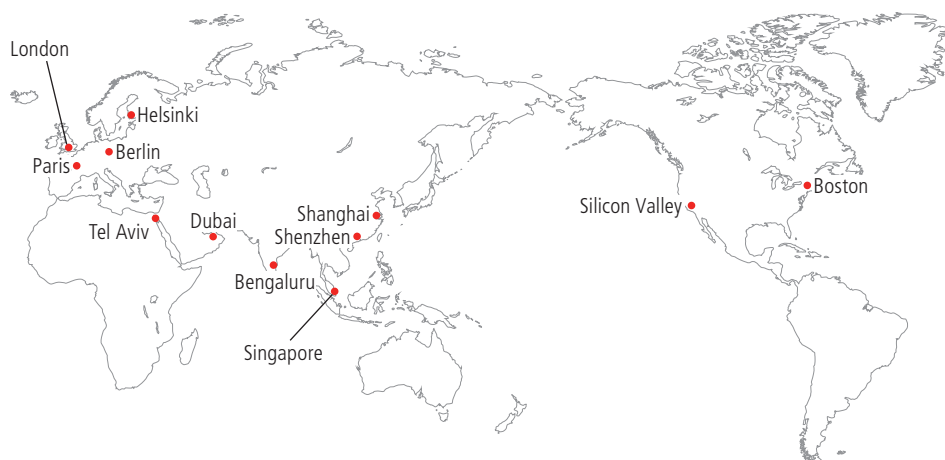 London
Helsinki
Berlin
Paris
Boston
Silicon Valley
Shanghai
Dubai
Tel Aviv
Shenzhen
Bengaluru
Singapore